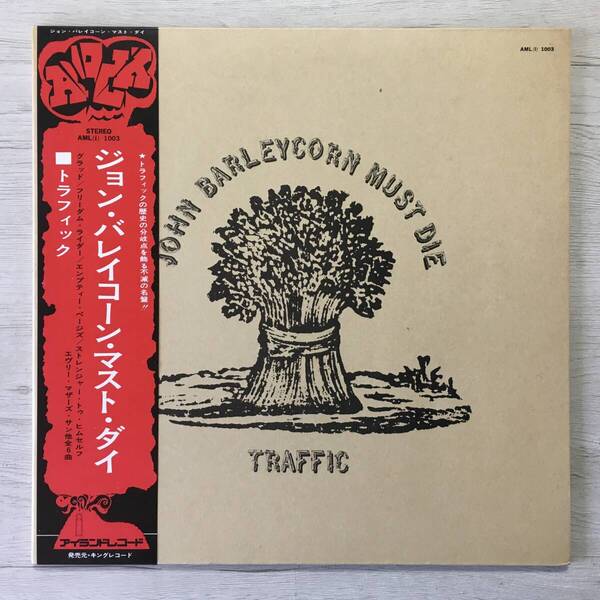 ジョン・バレイコーン・マスト・ダイ
AML(I) 1003
ROCK
STEREO
AML(I) 1003
★トラフィックの歴史の分岐点を飾る不滅の名盤!!
ジョン・バレイコーン・マスト・ダイ
■トラフィック
グラッド/フリーダム・ライダー/エンプティー・ページズ/ストレンジャー・トゥ・ヒムセルフ
エヴリー・マザーズ・サン他全6曲
アイランドレコード
発売元・キングレコード
JOHN BARLEYCORN MUST DIE
TRAFFIC